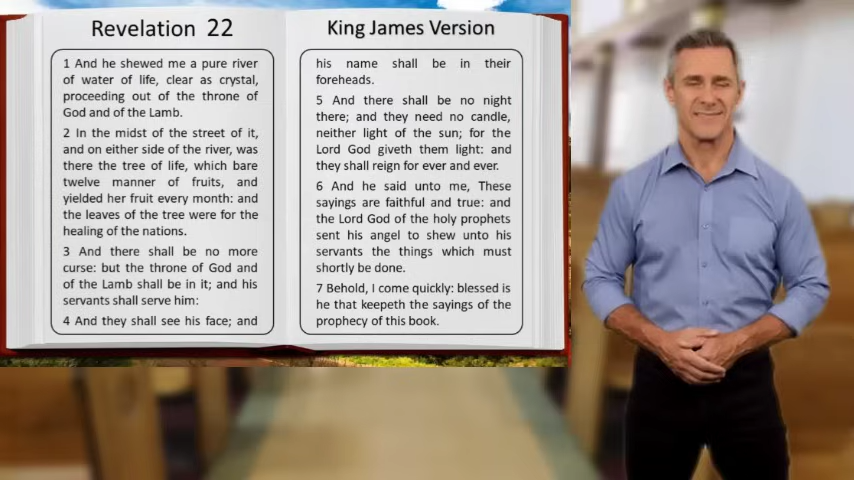 Revelation 22
1 And he shewed me a pure river
of water of life, clear as crystal,
proceeding out of the throne of
God and of the Lamb.
2 In the midst of the street of it,
and on either side of the river, was
there the tree of life, which bare
twelve manner of fruits, and
yielded her fruit every month: and
the leaves of the tree were for the
healing of the nations.
3 And there shall be no more
curse: but the throne of God and
of the Lamb shall be in it; and his
servants shall serve him:
4 And they shall see his face; and
King James Version
his name shall be in their
foreheads.
5 And there shall be no night
there; and they need no candle,
neither light of the sun; for the
Lord God giveth them light: and
they shall reign for ever and ever.
6 And he said unto me, These
sayings are faithful and true: and
the Lord God of the holy prophets
sent his angel to shew unto his
servants the things which must
shortly be done.
7 Behold, I come quickly: blessed is
he that keepeth the sayings of the
prophecy of this book.